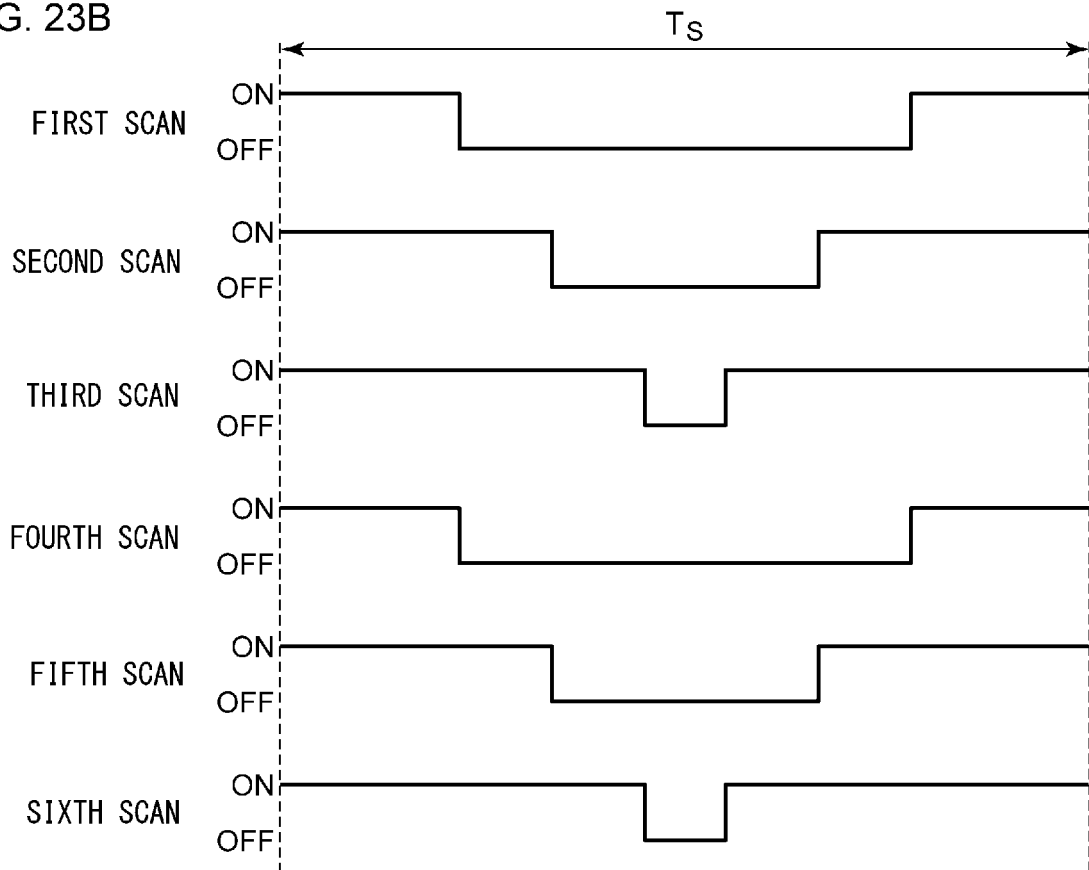 G. 23B
TS
ON
FIRST SCAN
OFF
ON
SECOND SCAN
OFF
ON
THIRD SCAN
OFF
ON
FOURTH SCAN
OFF
ON
FIFTH SCAN
OFF
ON
SIXTH SCAN
OFF